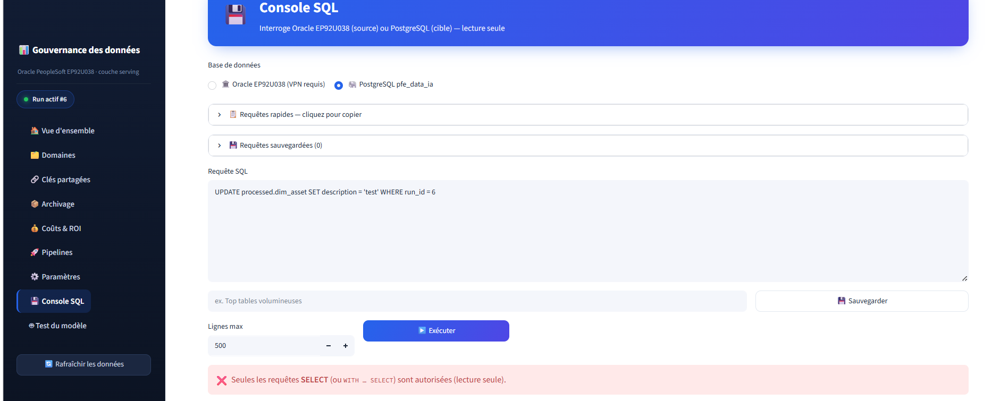 Gouvernance des données
Oracle PeopleSoft EP92U038 · couche serving
Run actif #6
Vue d'ensemble
Domaines
Clés partagées
Archivage
Coûts & ROI
Pipelines
Paramètres
Console SQL
Test du modèle
Rafraîchir les données
Console SQL
Interroge Oracle EP92U038 (source) ou PostgreSQL (cible) — lecture seule
Base de données
Oracle EP92U038 (VPN requis) PostgreSQL pfe_data_ia
Requêtes rapides — cliquez pour copier
Requêtes sauvegardées (0)
Requête SQL
UPDATE processed.dim_asset SET description = 'test' WHERE run_id = 6
ex. Top tables volumineuses
Sauvegarder
Lignes max
Exécuter
500
Seules les requêtes SELECT (ou WITH … SELECT) sont autorisées (lecture seule).